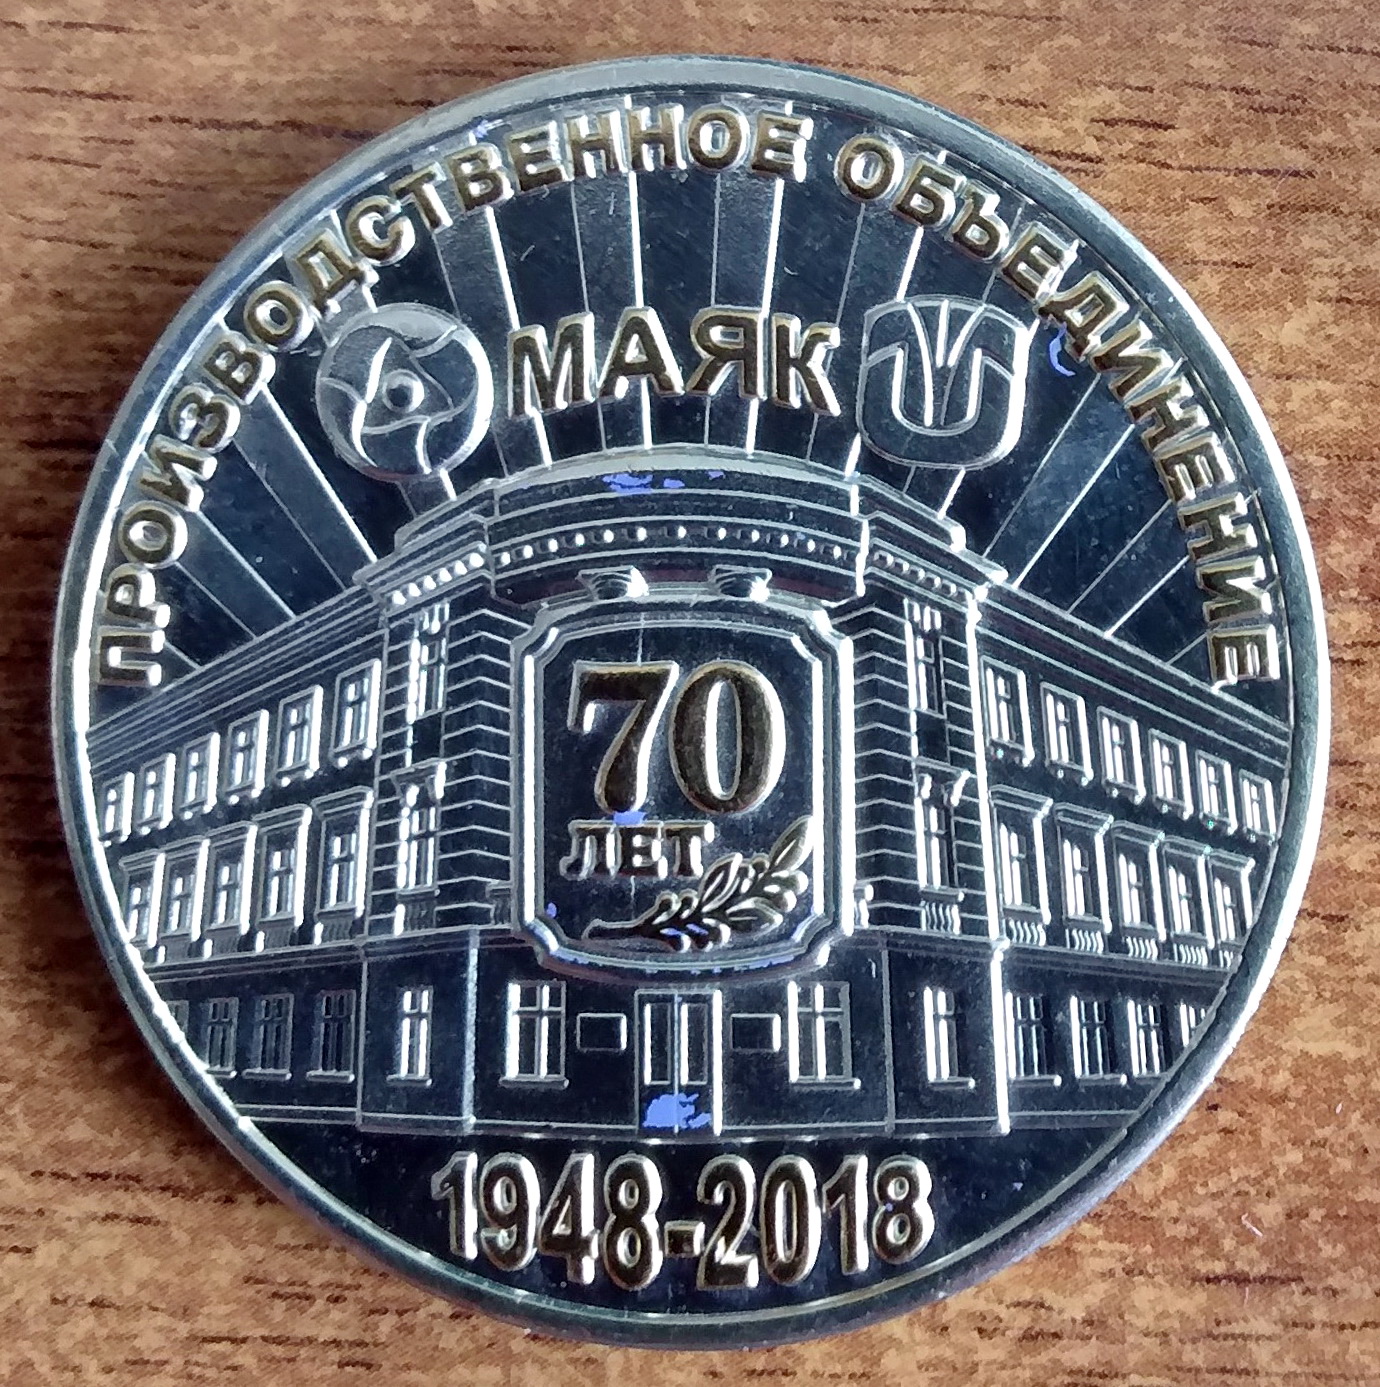 ПРОИЗВОДСТВЕННОЕ ОБЪЕДИНЕНИЕ
МАЯК
70
ЛЕТ
1948-2018